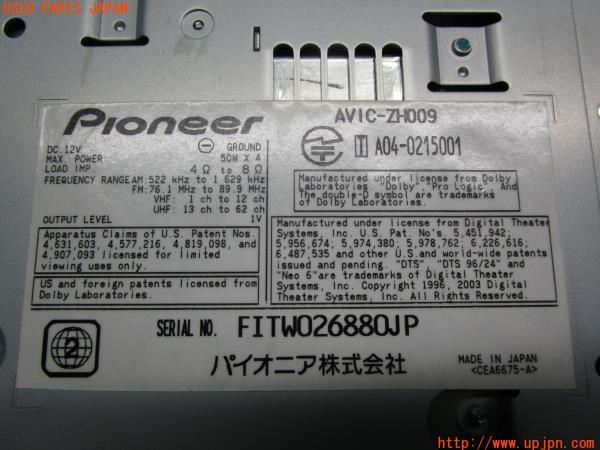 USED PARTS JAPAN
Pioneer
AVIC-ZH009
DC. 12V
GROUND
MAX. POWER 50W X 4
LOAD IMP. 4 Ω to 8 Ω
FREQUENCY RANGE AM: 522 kHz to 1 629 kHz
FM: 76.1 MHz to 89.9 MHz
VHF: 1 ch to 12 ch
UHF: 13 ch to 62 ch
OUTPUT LEVEL 1V
T A04-0215001
Manufactured under license from Dolby
Laboratories. "Dolby", "Pro Logic", And
The double-D symbol are trademarks
of Dolby Laboratories.
Apparatus Claims of U.S. Patent Nos.
4,631,603, 4,577,216, 4,819,098, and
4,907,093 licensed for limited
viewing uses only.
US and foreign patents licensed from
Dolby Laboratories.
Manufactured under license from Digital Theater
Systems, Inc. U.S. Pat. No's. 5,451,942;
5,956,674; 5,974,380; 5,978,762; 6,226,616;
6,487,535 and other U.S. and world-wide patents
issued and pending. "DTS", "DTS 96/24" and
"Neo 6"are trademarks of Digital Theater
Systems, Inc. Copyright 1996, 2003 Digital
Theater Systems, Inc. All Rights Reserved.
2
SERIAL NO. FITW026880JP
パイオニア株式会社
MADE IN JAPAN
<CEA6675-A>
http://www.upjpn.com/